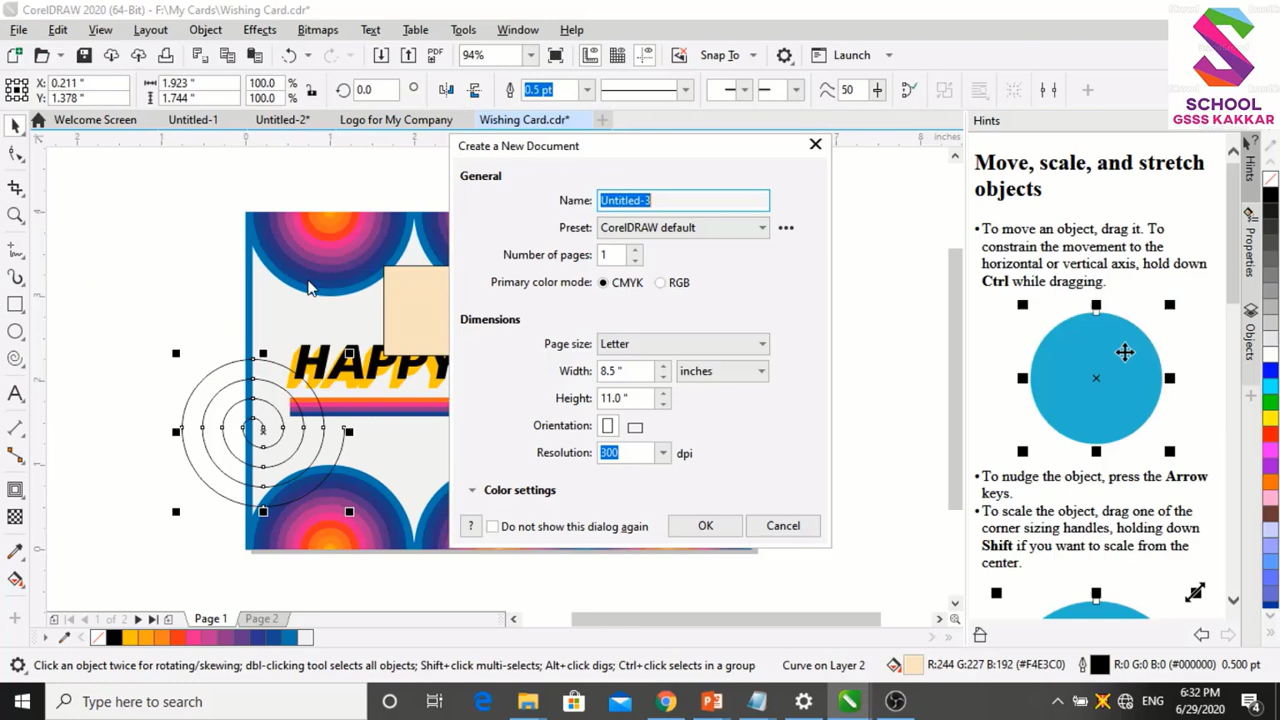 CorelDRAW 2020 (64-Bit) - F:\My Cards\Wishing Card.cdr*
File Edit View Layout Object Effects Bitmaps Text Table Tools Window Help
94% PDF Snap To Launch
X: 0.211 " 1.923 " 100.0 % 0.0 0.5 pt 50
Y: 1.378 " 1.744 " 100.0 %
SCHOOL
GSSS KAKKAR
Welcome Screen Untitled-1 Untitled-2* Logo for My Company Wishing Card.cdr*
2 1 0 7 8 inches
Hints
Create a New Document
General
Name: Untitled-3
Preset: CorelDRAW default
Number of pages: 1
Primary color mode: CMYK RGB
Dimensions
Page size: Letter
Width: 8.5 " inches
Height: 11.0 "
Orientation:
Resolution: 300 dpi
Color settings
? Do not show this dialog again OK Cancel
HAPPY
4
2
1
0
Move, scale, and stretch
objects
• To move an object, drag it. To
constrain the movement to the
horizontal or vertical axis, hold down
Ctrl while dragging.
• To nudge the object, press the Arrow
keys.
• To scale the object, drag one of the
corner sizing handles, holding down
Shift if you want to scale from the
center.
Hints
Properties
Objects
1 of 2 Page 1 Page 2
Click an object twice for rotating/skewing; dbl-clicking tool selects all objects; Shift+click multi-selects; Alt+click digs; Ctrl+click selects in a group Curve on Layer 2 R:244 G:227 B:192 (#F4E3C0) R:0 G:0 B:0 (#000000) 0.500 pt
Type here to search ENG 6:32 PM
6/29/2020 4